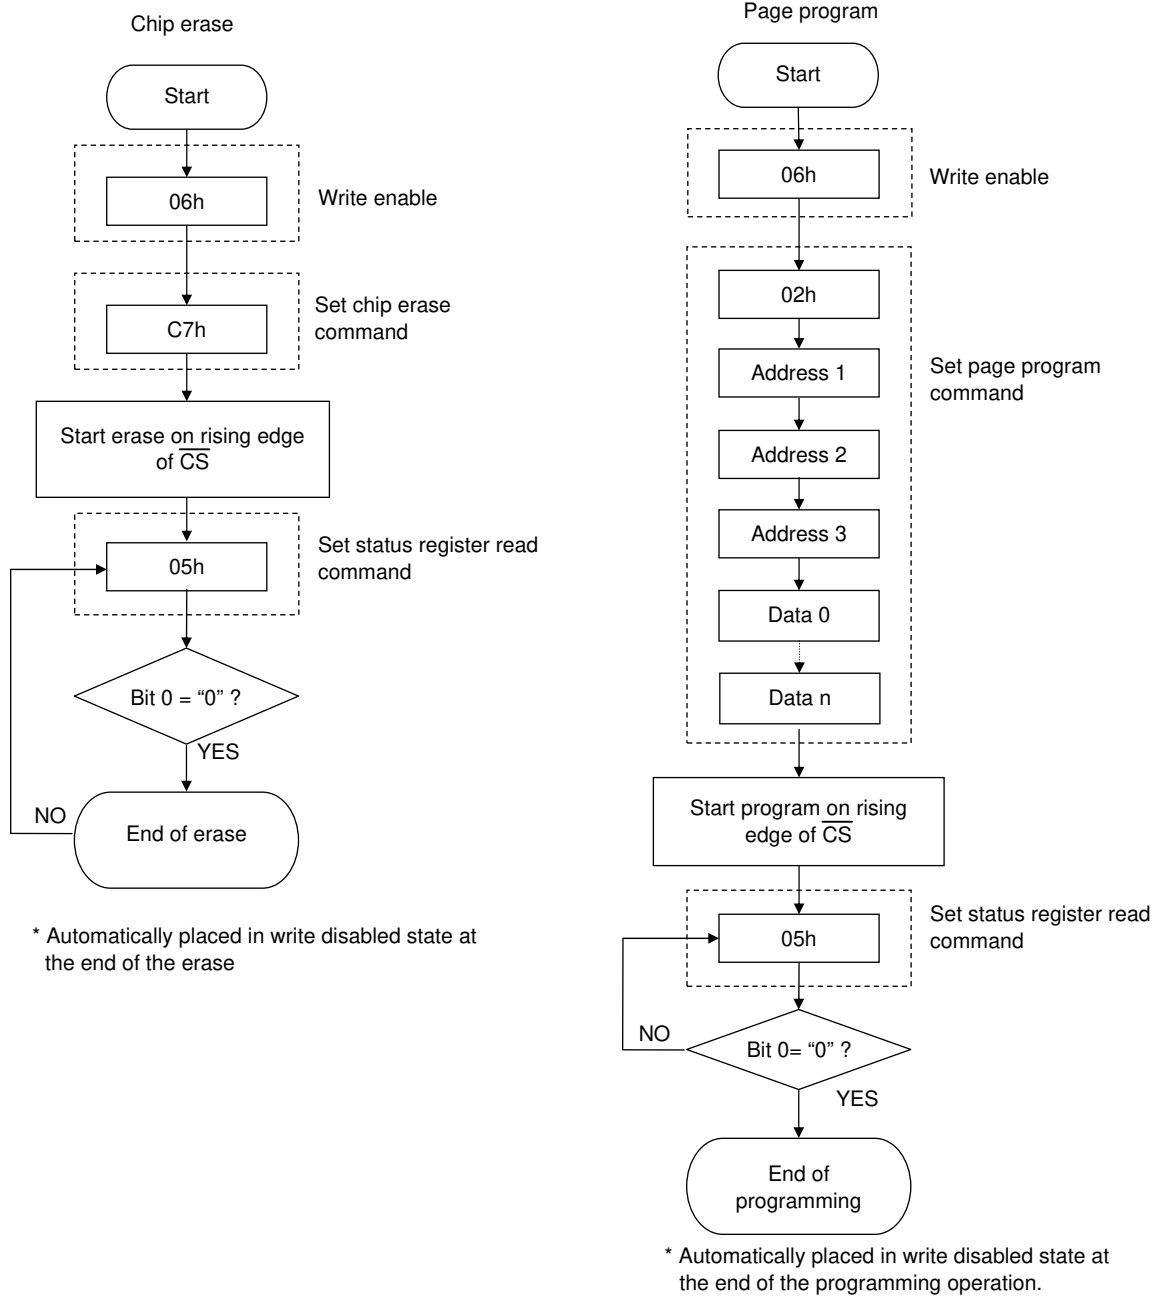 Chip erase
Start
06h
Write enable
C7h
Set chip erase
command
Start erase on rising edge
of CS
05h
Set status register read
command
Bit 0 = “0” ?
YES
NO
End of erase
* Automatically placed in write disabled state at
the end of the erase
Page program
Start
06h
Write enable
02h
Address 1
Set page program
command
Address 2
Address 3
Data 0
Data n
Start program on rising
edge of CS
05h
Set status register read
command
NO
Bit 0= “0” ?
YES
End of
programming
* Automatically placed in write disabled state at
the end of the programming operation.